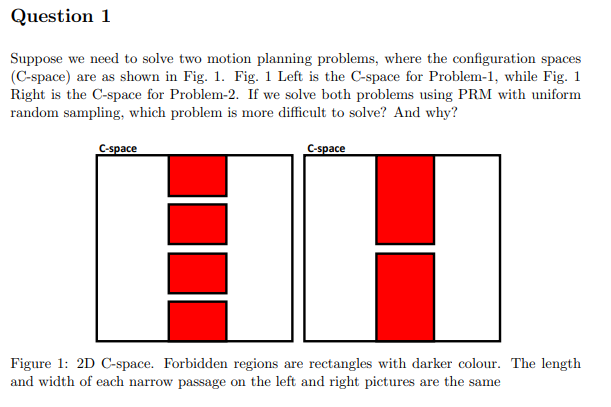 Question 1
Suppose we need to solve two motion planning problems, where the configuration spaces
(C-space) are as shown in Fig. 1. Fig. 1 Left is the C-space for Problem-1, while Fig. 1
Right is the C-space for Problem-2. If we solve both problems using PRM with uniform
random sampling, which problem is more difficult to solve? And why?
C-space
C-space
Figure 1: 2D C-space. Forbidden regions are rectangles with darker colour. The length
and width of each narrow passage on the left and right pictures are the same